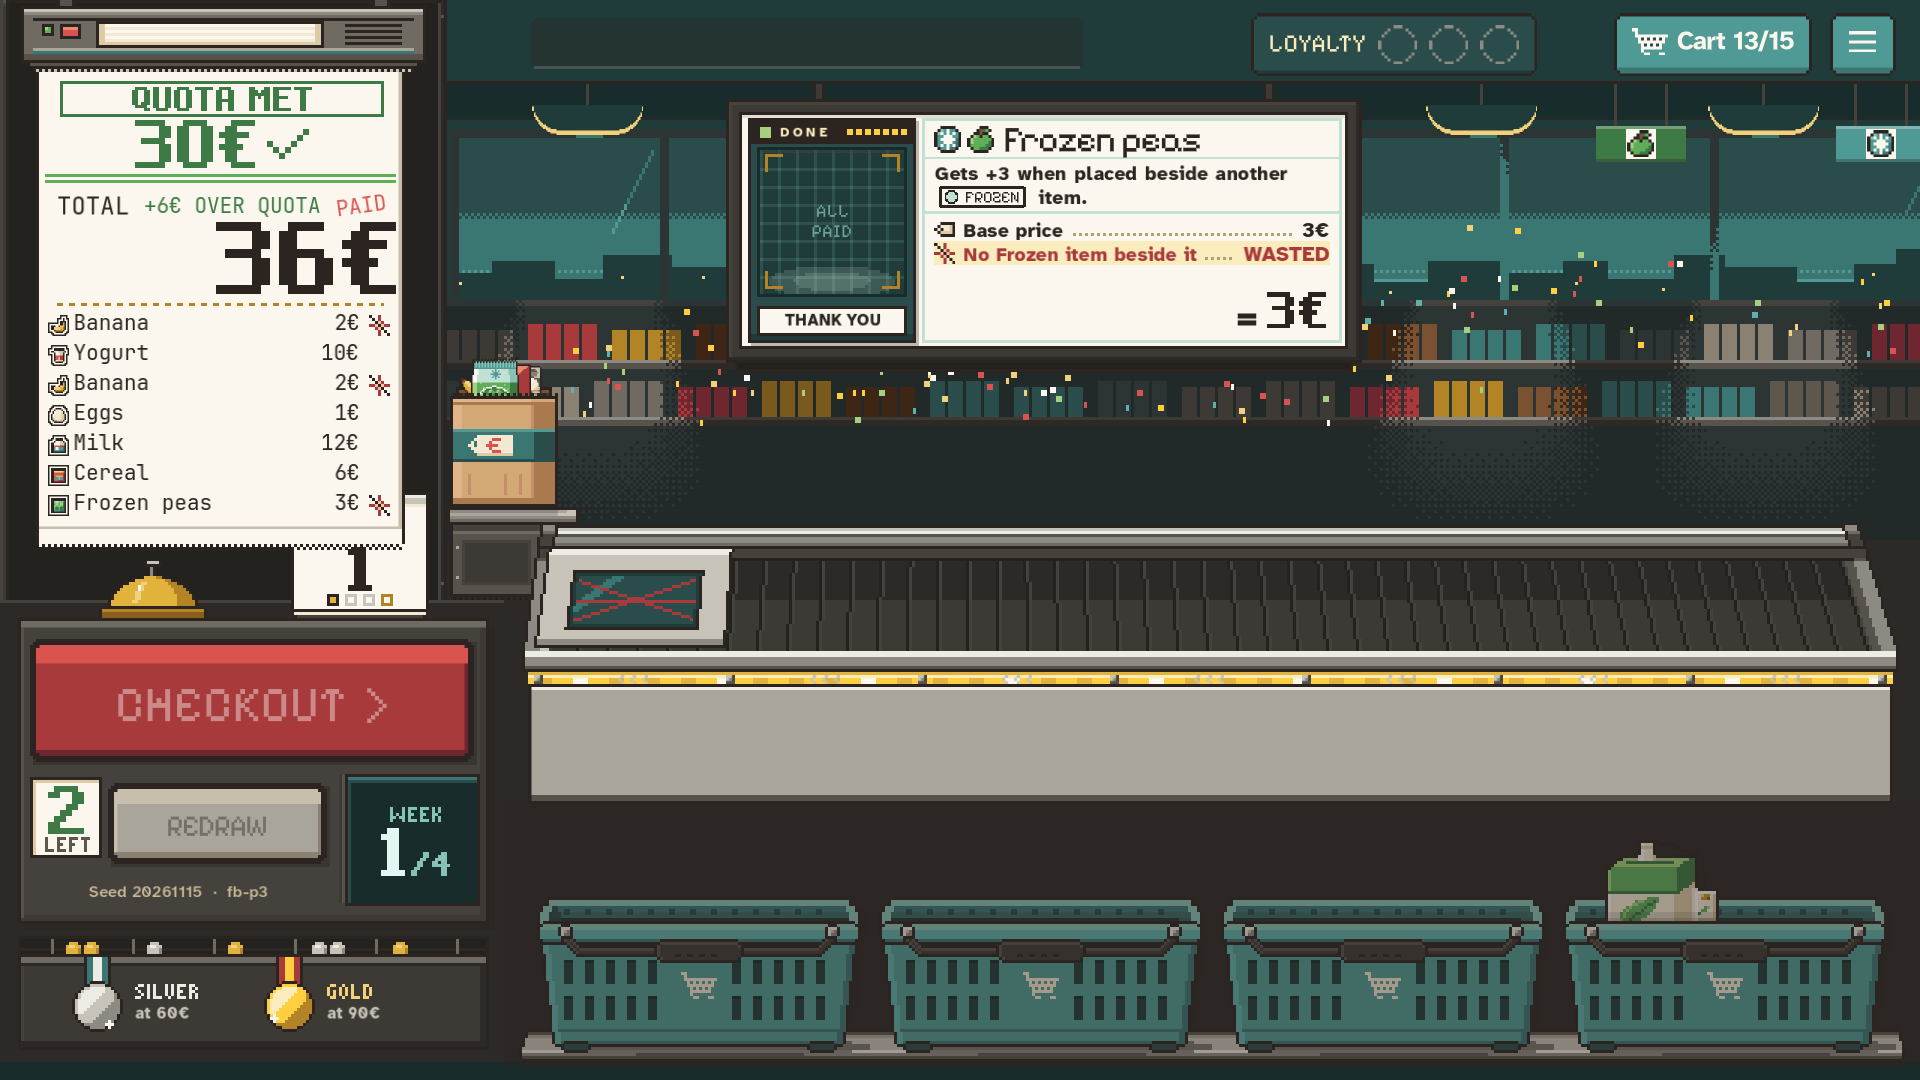 QUOTA MET
30€
TOTAL +6€ OVER QUOTA PAID
36€
Banana 2€
Yogurt 10€
Banana 2€
Eggs 1€
Milk 12€
Cereal 6€
Frozen peas 3€
1
CHECKOUT >
2
LEFT
REDRAW
WEEK
1/4
Seed 20261115 · fb-p3
SILVER
at 60€
GOLD
at 90€
LOYALTY
Cart 13/15
DONE
ALL
PAID
THANK YOU
Frozen peas
Gets +3 when placed beside another
FROZEN item.
Base price 3€
No Frozen item beside it ..... WASTED
= 3€
€